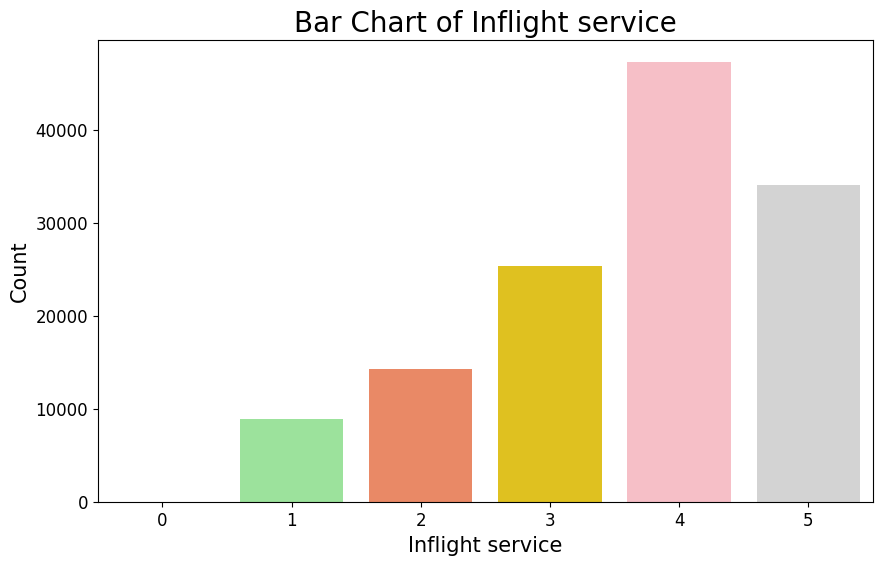 Bar Chart of Inflight service
40000
30000
20000
10000
0
Count
0 1 2 3 4 5
Inflight service